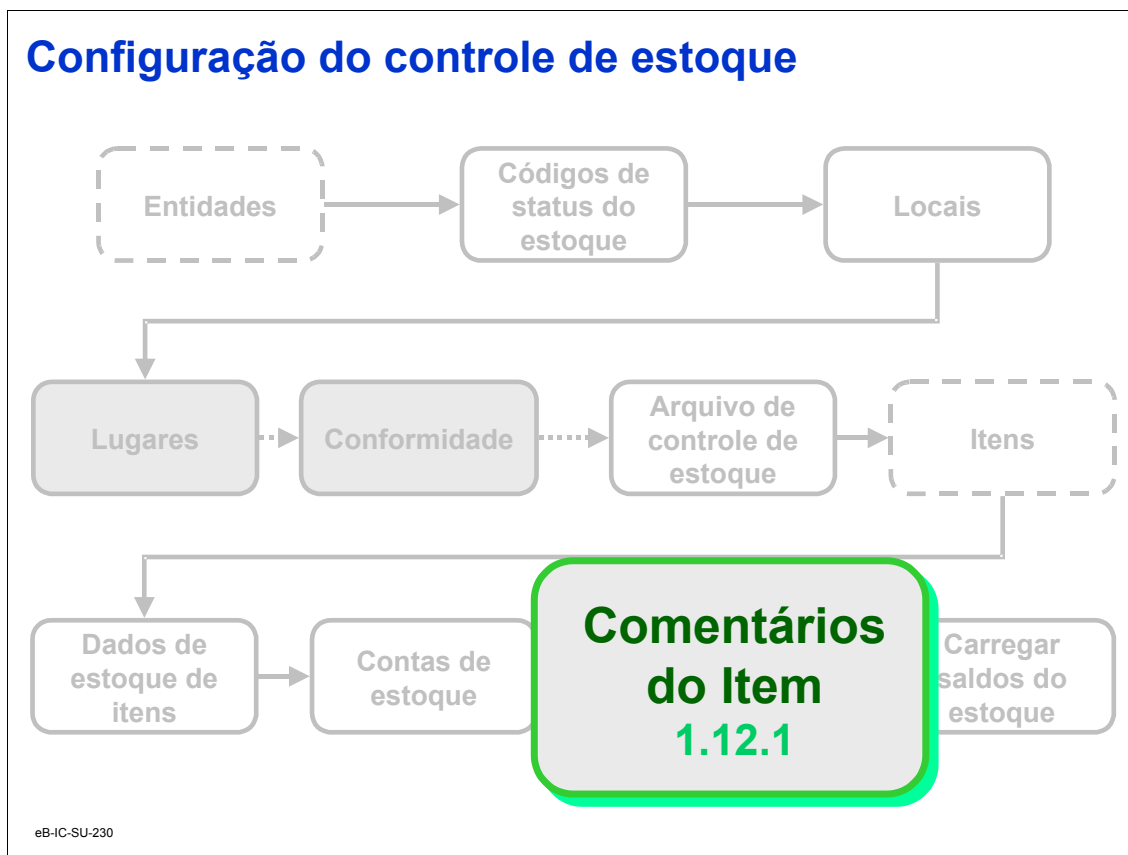 Configuração do controle de estoque
Entidades
Códigos de
status do
estoque
Locais
Lugares
Conformidade
Arquivo de
controle de
estoque
Itens
Dados de
estoque de
itens
Contas de
estoque
Comentários
do Item
1.12.1
Carregar
saldos do
estoque
eB-IC-SU-230